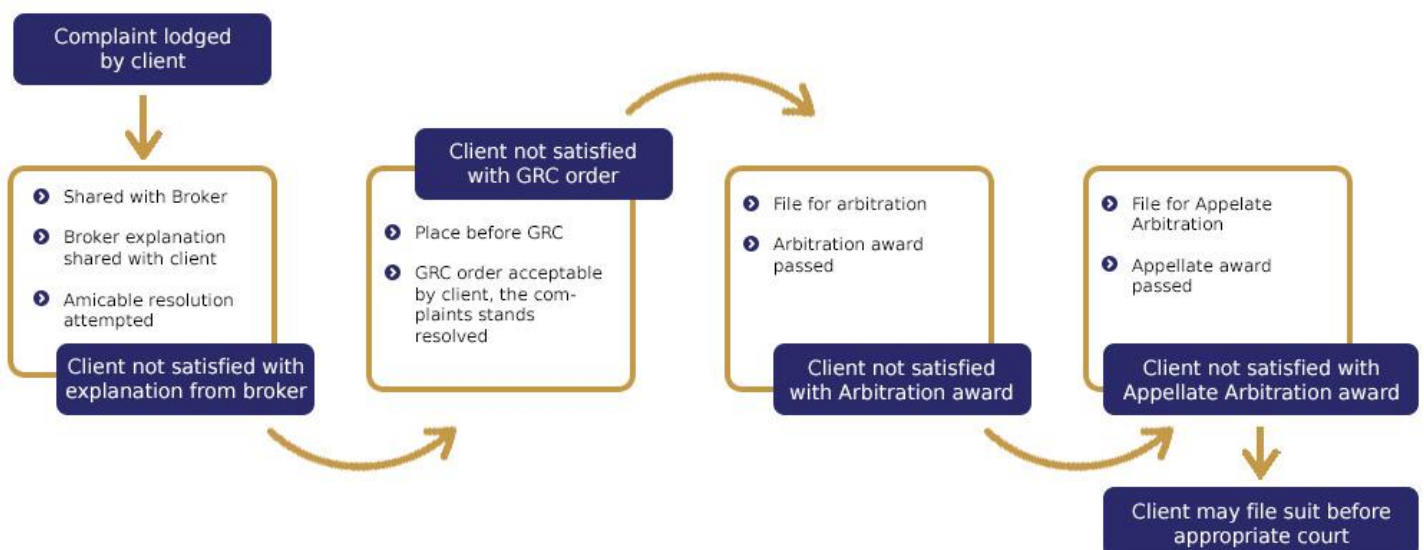 Complaint lodged
by client
Shared with Broker
Broker explanation
shared with client
Amicable resolution
attempted
Client not satisfied with
explanation from broker
Client not satisfied
with GRC order
Place before GRC
GRC order acceptable
by client, the com-
plaints stands
resolved
File for arbitration
Arbitration award
passed
Client not satisfied
with Arbitration award
File for Appelate
Arbitration
Appellate award
passed
Client not satisfied with
Appellate Arbitration award
Client may file suit before
appropriate court